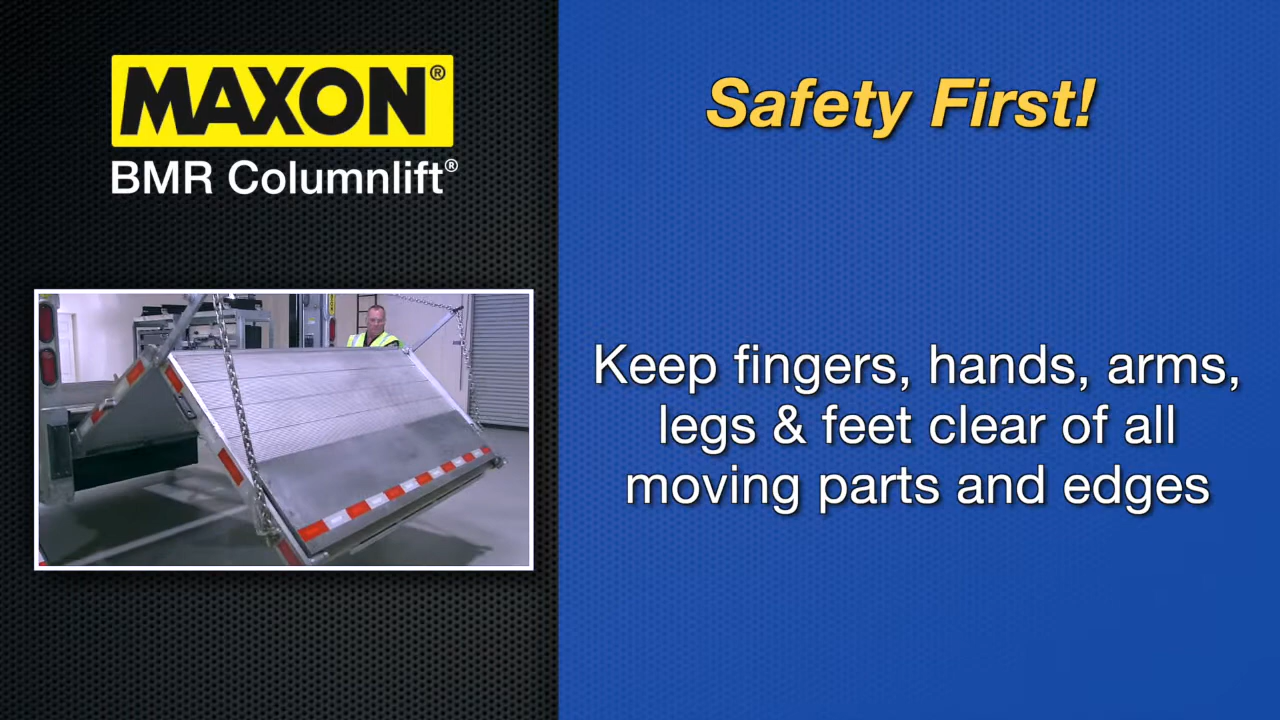 MAXON®
BMR Columnlift®
Safety First!
Keep fingers, hands, arms,
legs & feet clear of all
moving parts and edges